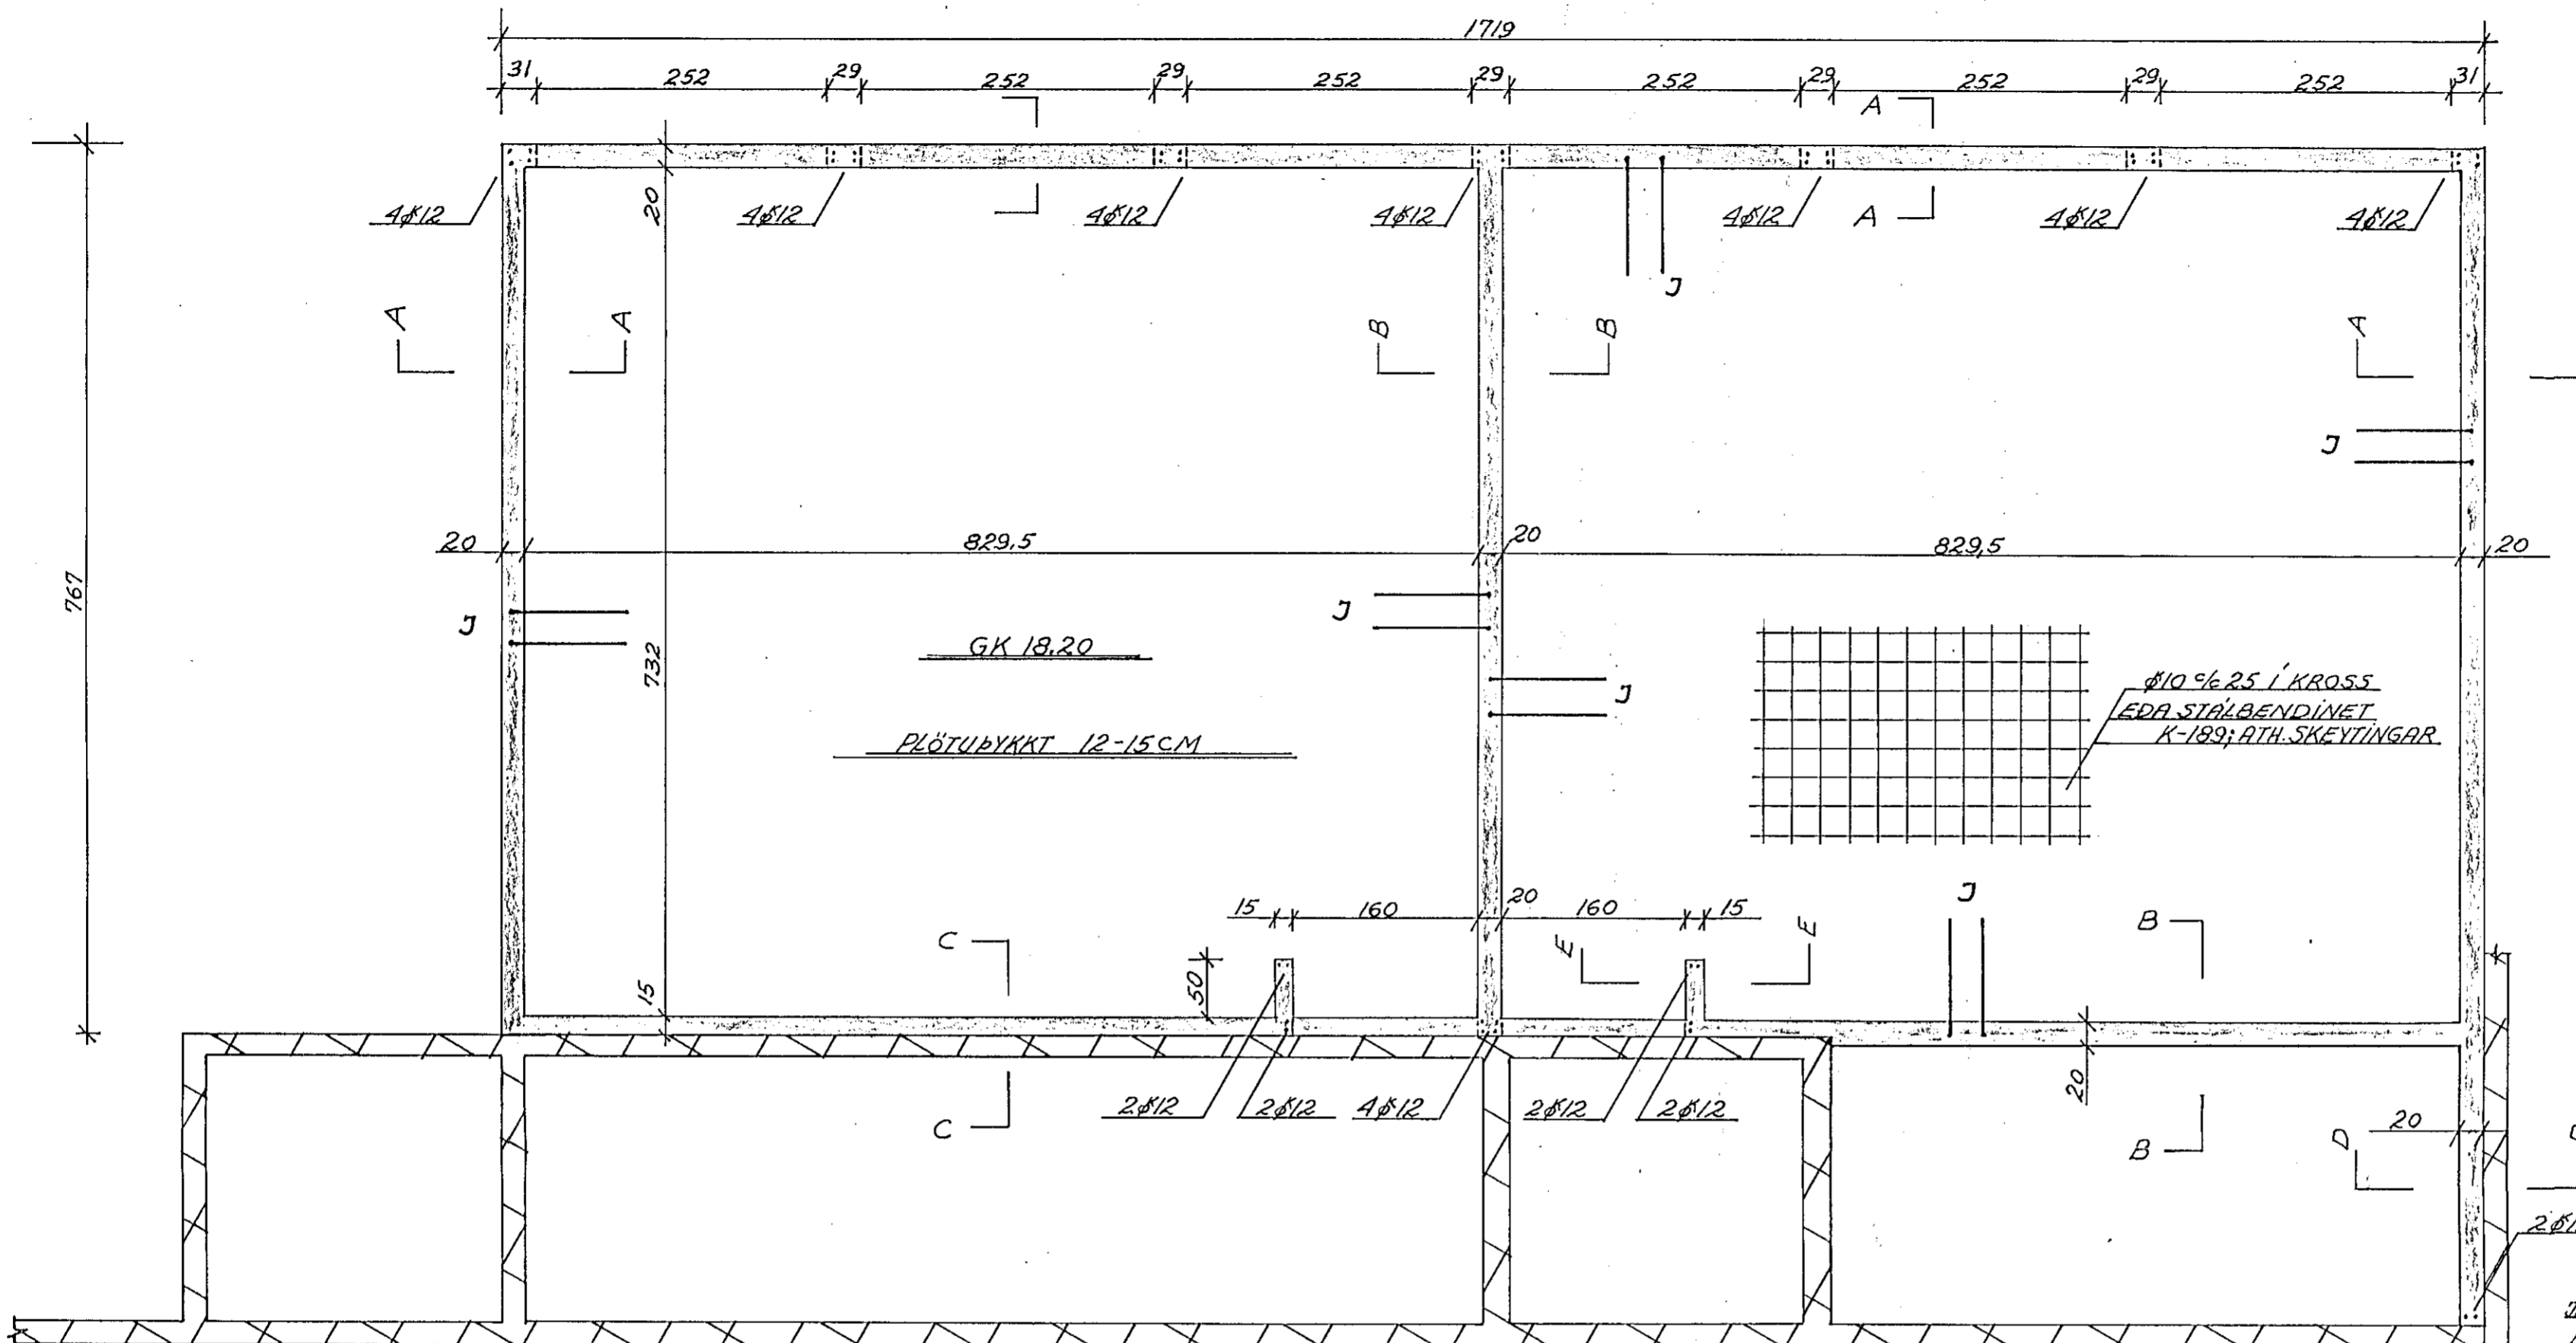 1719
31 252 29 252 29 252 29 252 29 252 29 252 31
A
4ø12 4ø12 4ø12 4ø12 A 4ø12 4ø12 4ø12
20
J
A A B B A
J
20 829,5 20 829,5 20
767
J J
GK 18.20
732
J
PLÖTUÞYKKT 12-15 CM
ø10 c/c 25 Í KROSS
EÐA STÁLBENDINET
K-189; ATH. SKEYTINGAR
15 160 20 160 15
J
C E E B
50
15
20
2ø12 2ø12 4ø12 2ø12 2ø12
C B D 20